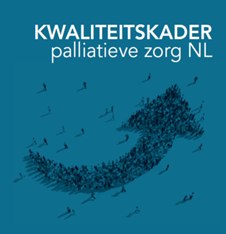 KWALITEITSKADER
palliatieve zorg NL